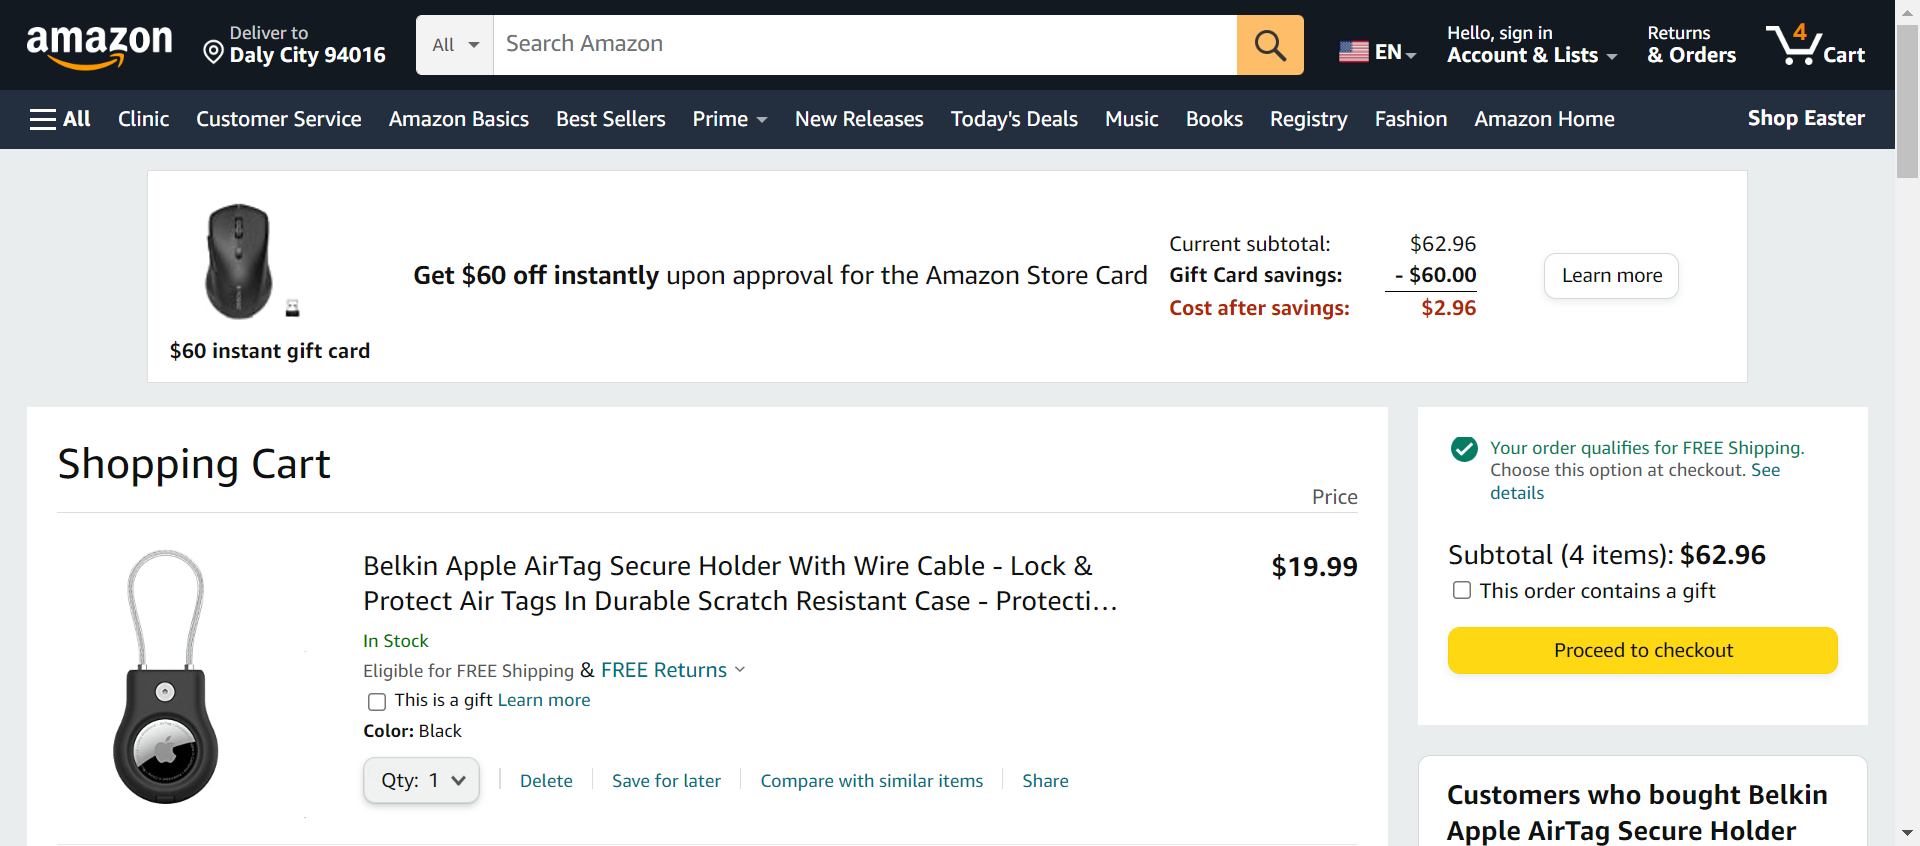 amazon
Deliver to
Daly City 94016
All
Search Amazon
EN
Hello, sign in
Account & Lists
Returns
& Orders
4
Cart
All
Clinic
Customer Service
Amazon Basics
Best Sellers
Prime
New Releases
Today's Deals
Music
Books
Registry
Fashion
Amazon Home
Shop Easter
$60 instant gift card
Get $60 off instantly upon approval for the Amazon Store Card
Current subtotal: $62.96
Gift Card savings: - $60.00
Cost after savings: $2.96
Learn more
Shopping Cart
Price
Belkin Apple AirTag Secure Holder With Wire Cable - Lock &
Protect Air Tags In Durable Scratch Resistant Case - Protecti...
$19.99
In Stock
Eligible for FREE Shipping & FREE Returns
This is a gift Learn more
Color: Black
Qty: 1
Delete
Save for later
Compare with similar items
Share
Your order qualifies for FREE Shipping.
Choose this option at checkout. See
details
Subtotal (4 items): $62.96
This order contains a gift
Proceed to checkout
Customers who bought Belkin
Apple AirTag Secure Holder